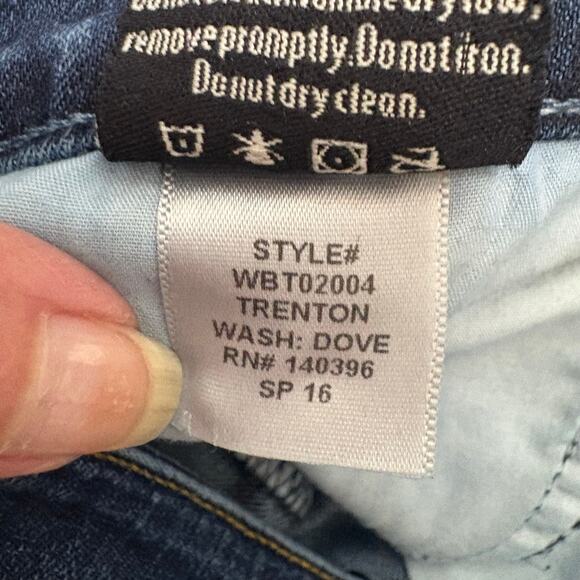 remove promptly. Do not iron.
Do not dry clean.
STYLE#
WBT02004
TRENTON
WASH: DOVE
RN# 140396
SP 16